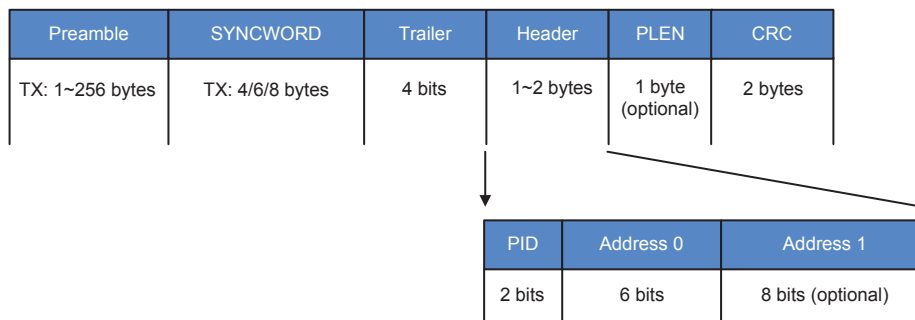 Preamble SYNCWORD Trailer Header PLEN CRC
TX: 1~256 bytes TX: 4/6/8 bytes 4 bits 1~2 bytes 1 byte (optional) 2 bytes
PID Address 0 Address 1
2 bits 6 bits 8 bits (optional)